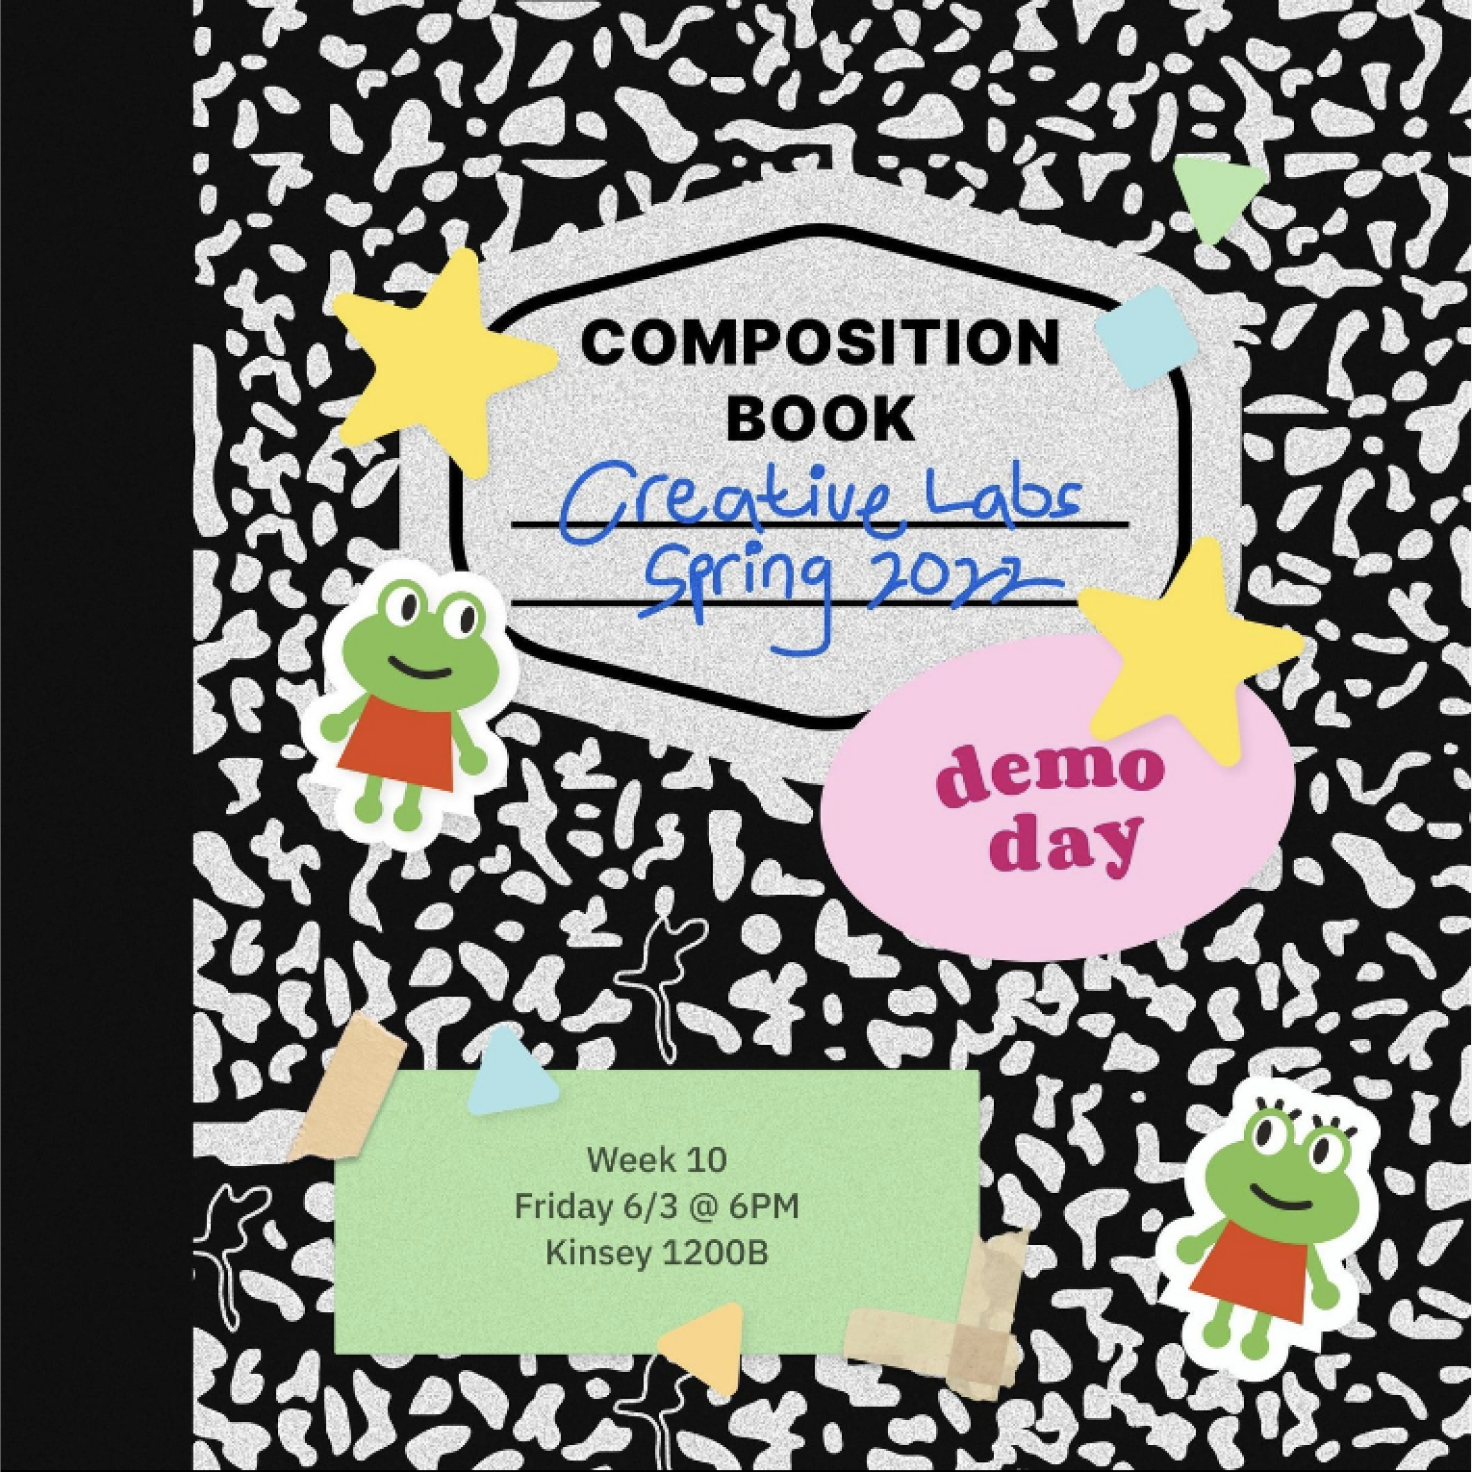 COMPOSITION
BOOK
Creative Labs
Spring 2022
demo
day
Week 10
Friday 6/3 @ 6PM
Kinsey 1200B